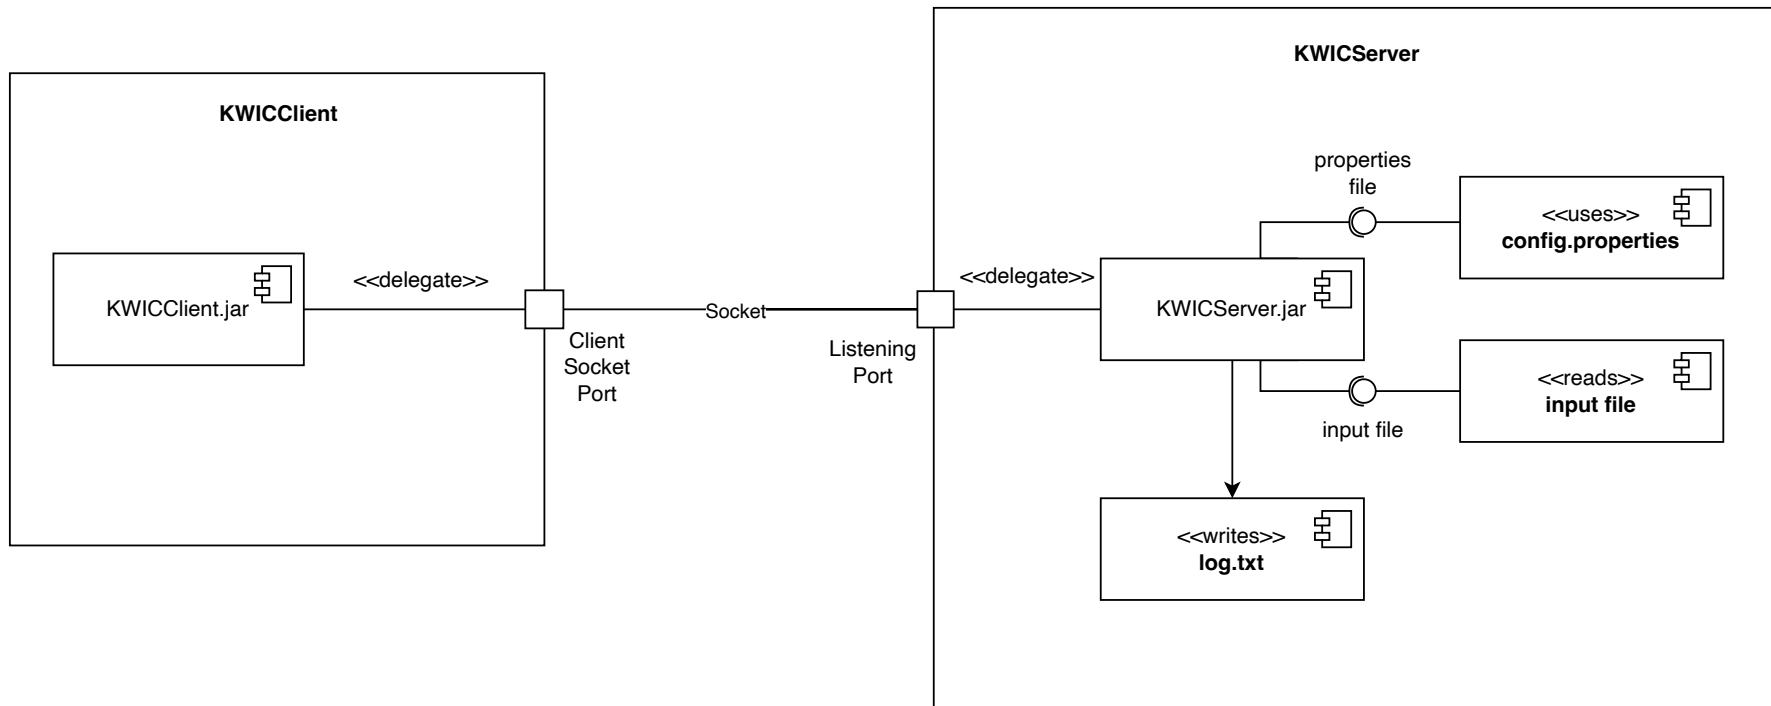 KWICServer
KWICClient
properties
file
<<uses>>
config.properties
<<delegate>>
<<delegate>>
KWICClient.jar
Socket
KWICServer.jar
Client
Socket
Port
Listening
Port
<<reads>>
input file
input file
<<writes>>
log.txt